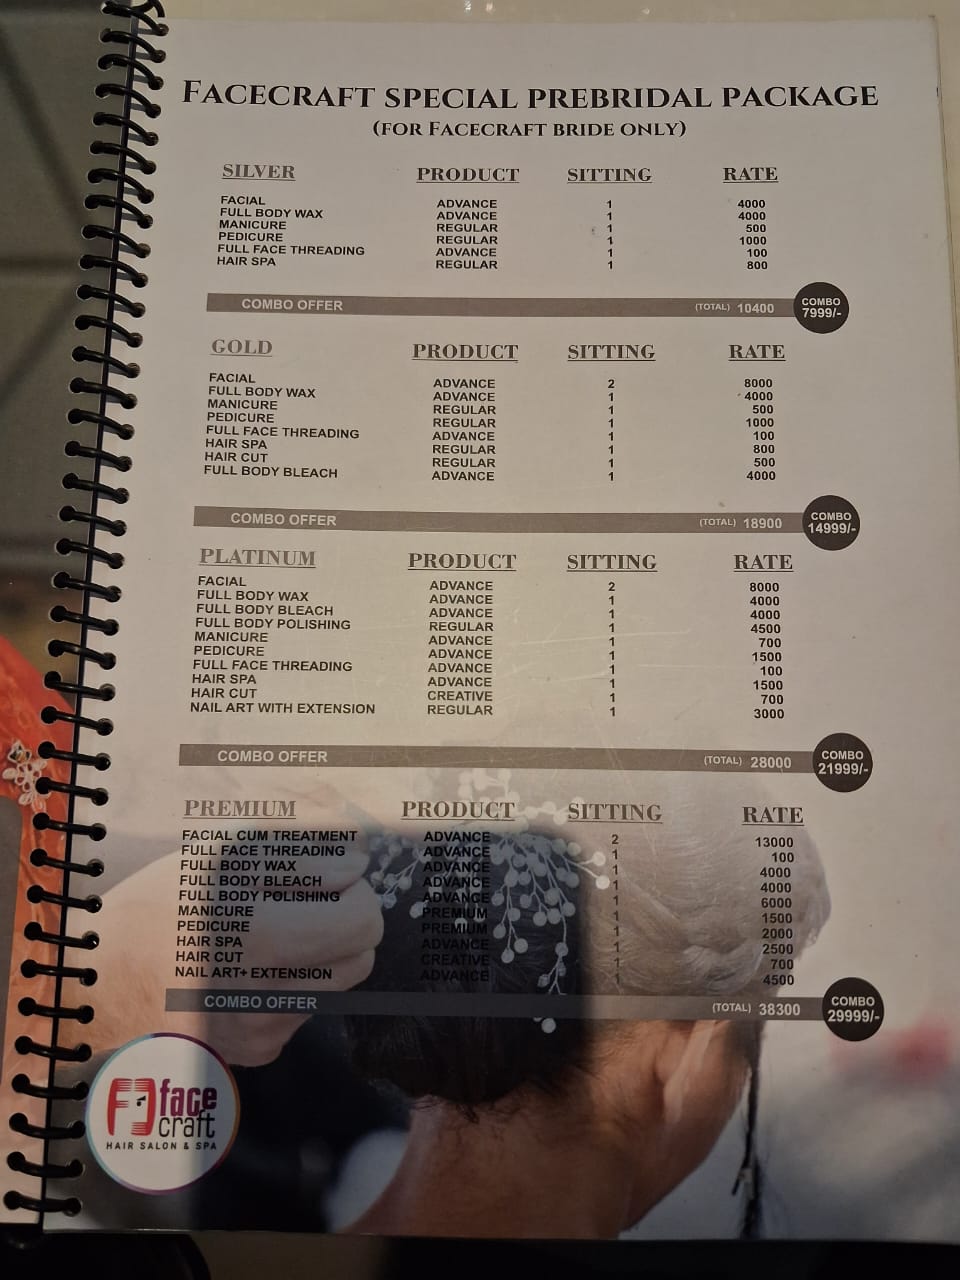 FACECRAFT SPECIAL PREBRIDAL PACKAGE
(FOR FACECRAFT BRIDE ONLY)
SILVER PRODUCT SITTING RATE
FACIAL ADVANCE 1 4000
FULL BODY WAX ADVANCE 1 4000
MANICURE REGULAR 1 500
PEDICURE REGULAR 1 1000
FULL FACE THREADING ADVANCE 1 100
HAIR SPA REGULAR 1 800
COMBO OFFER (TOTAL) 10400 COMBO 7999/-
GOLD PRODUCT SITTING RATE
FACIAL ADVANCE 2 8000
FULL BODY WAX ADVANCE 1 4000
MANICURE REGULAR 1 500
PEDICURE REGULAR 1 1000
FULL FACE THREADING ADVANCE 1 100
HAIR SPA REGULAR 1 800
HAIR CUT REGULAR 1 500
FULL BODY BLEACH ADVANCE 1 4000
COMBO OFFER (TOTAL) 18900 COMBO 14999/-
PLATINUM PRODUCT SITTING RATE
FACIAL ADVANCE 2 8000
FULL BODY WAX ADVANCE 1 4000
FULL BODY BLEACH ADVANCE 1 4000
FULL BODY POLISHING REGULAR 1 4500
MANICURE ADVANCE 1 700
PEDICURE ADVANCE 1 1500
FULL FACE THREADING ADVANCE 1 100
HAIR SPA ADVANCE 1 1500
HAIR CUT CREATIVE 1 700
NAIL ART WITH EXTENSION REGULAR 1 3000
COMBO OFFER (TOTAL) 28000 COMBO 21999/-
PREMIUM PRODUCT SITTING RATE
FACIAL CUM TREATMENT ADVANCE 2 13000
FULL FACE THREADING ADVANCE 1 100
FULL BODY WAX ADVANCE 1 4000
FULL BODY BLEACH ADVANCE 1 4000
FULL BODY POLISHING ADVANCE 1 6000
MANICURE PREMIUM 1 1500
PEDICURE PREMIUM 1 2000
HAIR SPA ADVANCE 1 2500
HAIR CUT CREATIVE 1 700
NAIL ART+ EXTENSION ADVANCE 1 4500
COMBO OFFER (TOTAL) 38300 COMBO 29999/-
face
craft
HAIR SALON & SPA